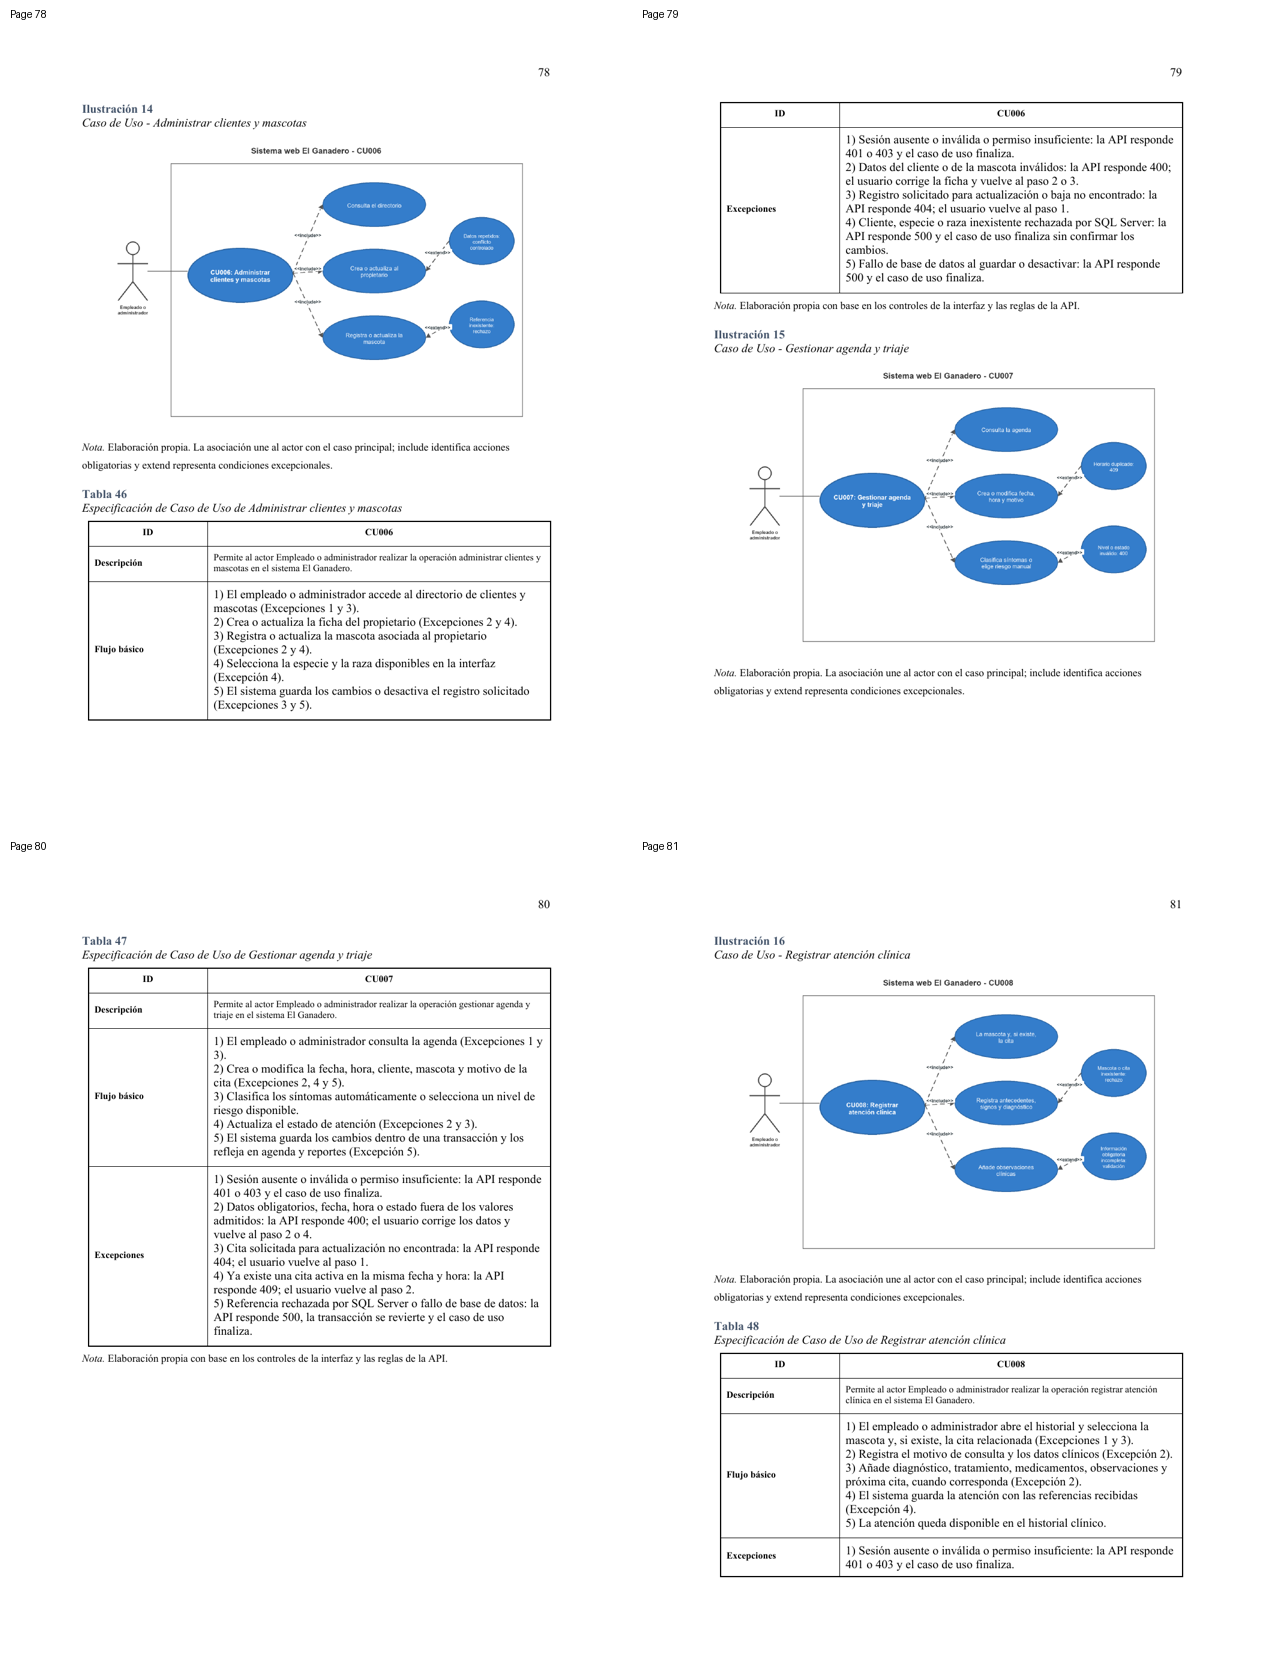 Page 78
78
Ilustración 14
Caso de Uso - Administrar clientes y mascotas
Sistema web El Ganadero - CU006
Consulta el directorio
Datos repetidos:
conflicto
controlado
<<include>>
<<extend>>
CU006: Administrar
clientes y mascotas
<<include>>
Crea o actualiza al
propietario
Empleado o
administrador
<<include>>
Registra o actualiza la
mascota
<<extend>>
Referencia
inexistente:
rechazo
Nota. Elaboración propia. La asociación une al actor con el caso principal; include identifica acciones
obligatorias y extend representa condiciones excepcionales.
Tabla 46
Especificación de Caso de Uso de Administrar clientes y mascotas
ID CU006
Descripción
Permite al actor Empleado o administrador realizar la operación administrar clientes y
mascotas en el sistema El Ganadero.
Flujo básico
1) El empleado o administrador accede al directorio de clientes y
mascotas (Excepciones 1 y 3).
2) Crea o actualiza la ficha del propietario (Excepciones 2 y 4).
3) Registra o actualiza la mascota asociada al propietario
(Excepciones 2 y 4).
4) Selecciona la especie y la raza disponibles en la interfaz
(Excepción 4).
5) El sistema guarda los cambios o desactiva el registro solicitado
(Excepciones 3 y 5).
Page 79
79
ID CU006
Excepciones
1) Sesión ausente o inválida o permiso insuficiente: la API responde
401 o 403 y el caso de uso finaliza.
2) Datos del cliente o de la mascota inválidos: la API responde 400;
el usuario corrige la ficha y vuelve al paso 2 o 3.
3) Registro solicitado para actualización o baja no encontrado: la
API responde 404; el usuario vuelve al paso 1.
4) Cliente, especie o raza inexistente rechazada por SQL Server: la
API responde 500 y el caso de uso finaliza sin confirmar los
cambios.
5) Fallo de base de datos al guardar o desactivar: la API responde
500 y el caso de uso finaliza.
Nota. Elaboración propia con base en los controles de la interfaz y las reglas de la API.
Ilustración 15
Caso de Uso - Gestionar agenda y triaje
Sistema web El Ganadero - CU007
Consulta la agenda
Horario duplicado:
409
<<include>>
<<extend>>
CU007: Gestionar agenda
y triaje
<<include>>
Crea o modifica fecha,
hora y motivo
Empleado o
administrador
<<include>>
Clasifica síntomas o
elige riesgo manual
<<extend>>
Nivel o estado
inválido: 400
Nota. Elaboración propia. La asociación une al actor con el caso principal; include identifica acciones
obligatorias y extend representa condiciones excepcionales.
Page 80
80
Tabla 47
Especificación de Caso de Uso de Gestionar agenda y triaje
ID CU007
Descripción
Permite al actor Empleado o administrador realizar la operación gestionar agenda y
triaje en el sistema El Ganadero.
Flujo básico
1) El empleado o administrador consulta la agenda (Excepciones 1 y
3).
2) Crea o modifica la fecha, hora, cliente, mascota y motivo de la
cita (Excepciones 2, 4 y 5).
3) Clasifica los síntomas automáticamente o selecciona un nivel de
riesgo disponible.
4) Actualiza el estado de atención (Excepciones 2 y 3).
5) El sistema guarda los cambios dentro de una transacción y los
refleja en agenda y reportes (Excepción 5).
Excepciones
1) Sesión ausente o inválida o permiso insuficiente: la API responde
401 o 403 y el caso de uso finaliza.
2) Datos obligatorios, fecha, hora o estado fuera de los valores
admitidos: la API responde 400; el usuario corrige los datos y
vuelve al paso 2 o 4.
3) Cita solicitada para actualización no encontrada: la API responde
404; el usuario vuelve al paso 1.
4) Ya existe una cita activa en la misma fecha y hora: la API
responde 409; el usuario vuelve al paso 2.
5) Referencia rechazada por SQL Server o fallo de base de datos: la
API responde 500, la transacción se revierte y el caso de uso
finaliza.
Nota. Elaboración propia con base en los controles de la interfaz y las reglas de la API.
Page 81
81
Ilustración 16
Caso de Uso - Registrar atención clínica
Sistema web El Ganadero - CU008
La mascota y, si existe,
la cita
Mascota o cita
inexistente:
rechazo
<<include>>
<<extend>>
CU008: Registrar
atención clínica
<<include>>
Registra antecedentes,
signos y diagnóstico
Empleado o
administrador
<<include>>
Añade observaciones
clínicas
<<extend>>
Información
obligatoria
incompleta:
validación
Nota. Elaboración propia. La asociación une al actor con el caso principal; include identifica acciones
obligatorias y extend representa condiciones excepcionales.
Tabla 48
Especificación de Caso de Uso de Registrar atención clínica
ID CU008
Descripción
Permite al actor Empleado o administrador realizar la operación registrar atención
clínica en el sistema El Ganadero.
Flujo básico
1) El empleado o administrador abre el historial y selecciona la
mascota y, si existe, la cita relacionada (Excepciones 1 y 3).
2) Registra el motivo de consulta y los datos clínicos (Excepción 2).
3) Añade diagnóstico, tratamiento, medicamentos, observaciones y
próxima cita, cuando corresponda (Excepción 2).
4) El sistema guarda la atención con las referencias recibidas
(Excepción 4).
5) La atención queda disponible en el historial clínico.
Excepciones
1) Sesión ausente o inválida o permiso insuficiente: la API responde
401 o 403 y el caso de uso finaliza.